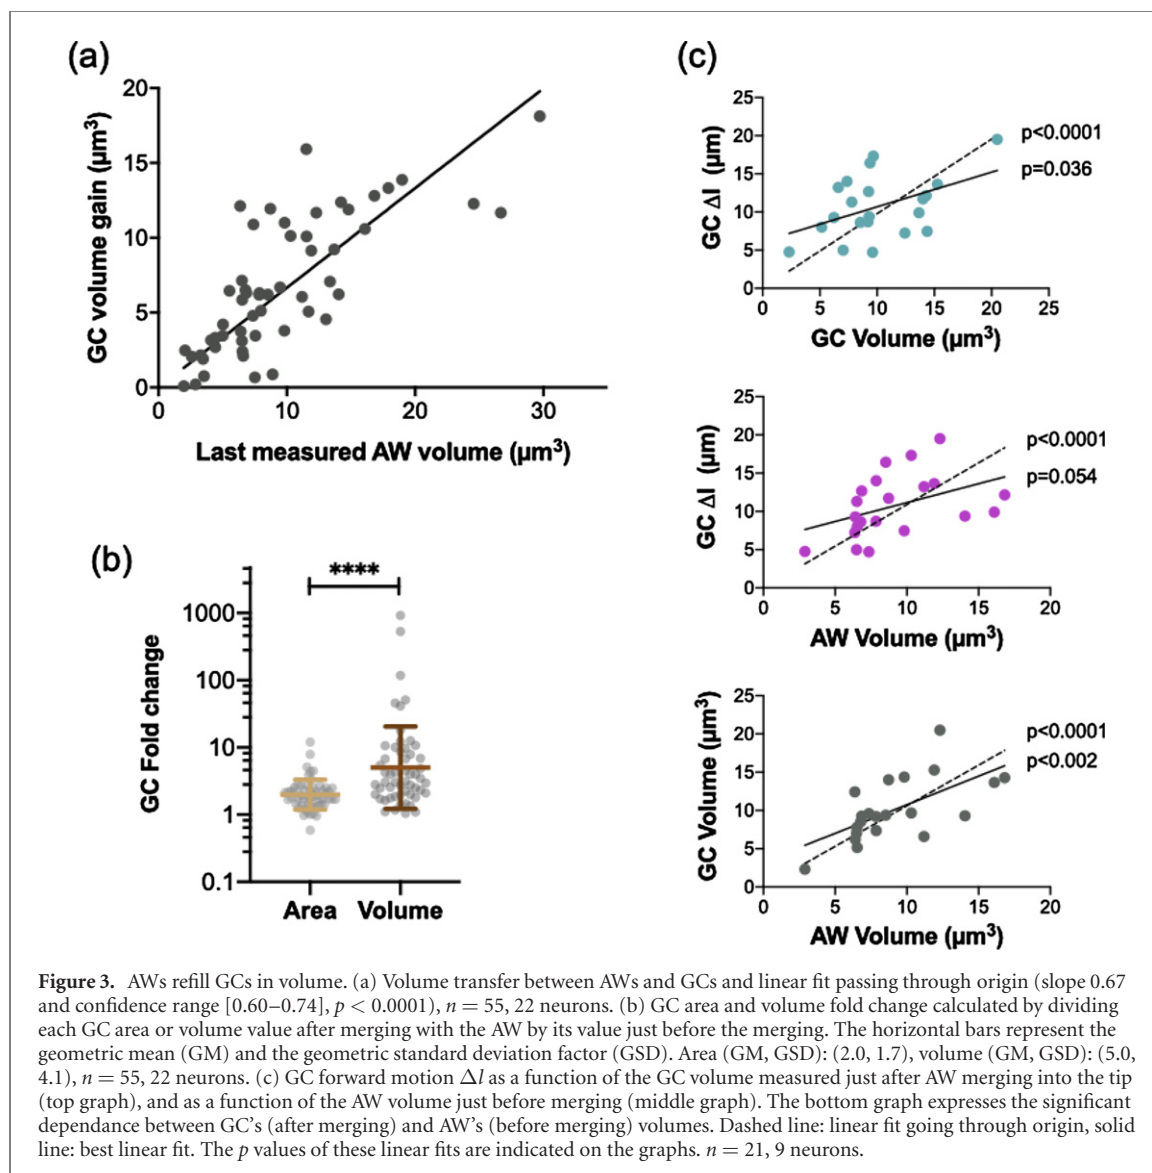 (a)
20
15
10
5
0
GC volume gain (µm³)
0 10 20 30
Last measured AW volume (µm³)
(b)
****
1000
100
10
1
0.1
GC Fold change
Area Volume
(c)
25
20
15
10
5
0
GC Δl (µm)
p<0.0001
p=0.036
0 5 10 15 20 25
GC Volume (µm³)
25
20
15
10
5
0
GC Δl (µm)
p<0.0001
p=0.054
0 5 10 15 20
AW Volume (µm³)
25
20
15
10
5
0
GC Volume (µm³)
p<0.0001
p<0.002
0 5 10 15 20
AW Volume (µm³)
Figure 3. AWs refill GCs in volume. (a) Volume transfer between AWs and GCs and linear fit passing through origin (slope 0.67
and confidence range [0.60–0.74], p < 0.0001), n = 55, 22 neurons. (b) GC area and volume fold change calculated by dividing
each GC area or volume value after merging with the AW by its value just before the merging. The horizontal bars represent the
geometric mean (GM) and the geometric standard deviation factor (GSD). Area (GM, GSD): (2.0, 1.7), volume (GM, GSD): (5.0,
4.1), n = 55, 22 neurons. (c) GC forward motion Δl as a function of the GC volume measured just after AW merging into the tip
(top graph), and as a function of the AW volume just before merging (middle graph). The bottom graph expresses the significant
dependance between GC's (after merging) and AW's (before merging) volumes. Dashed line: linear fit going through origin, solid
line: best linear fit. The p values of these linear fits are indicated on the graphs. n = 21, 9 neurons.